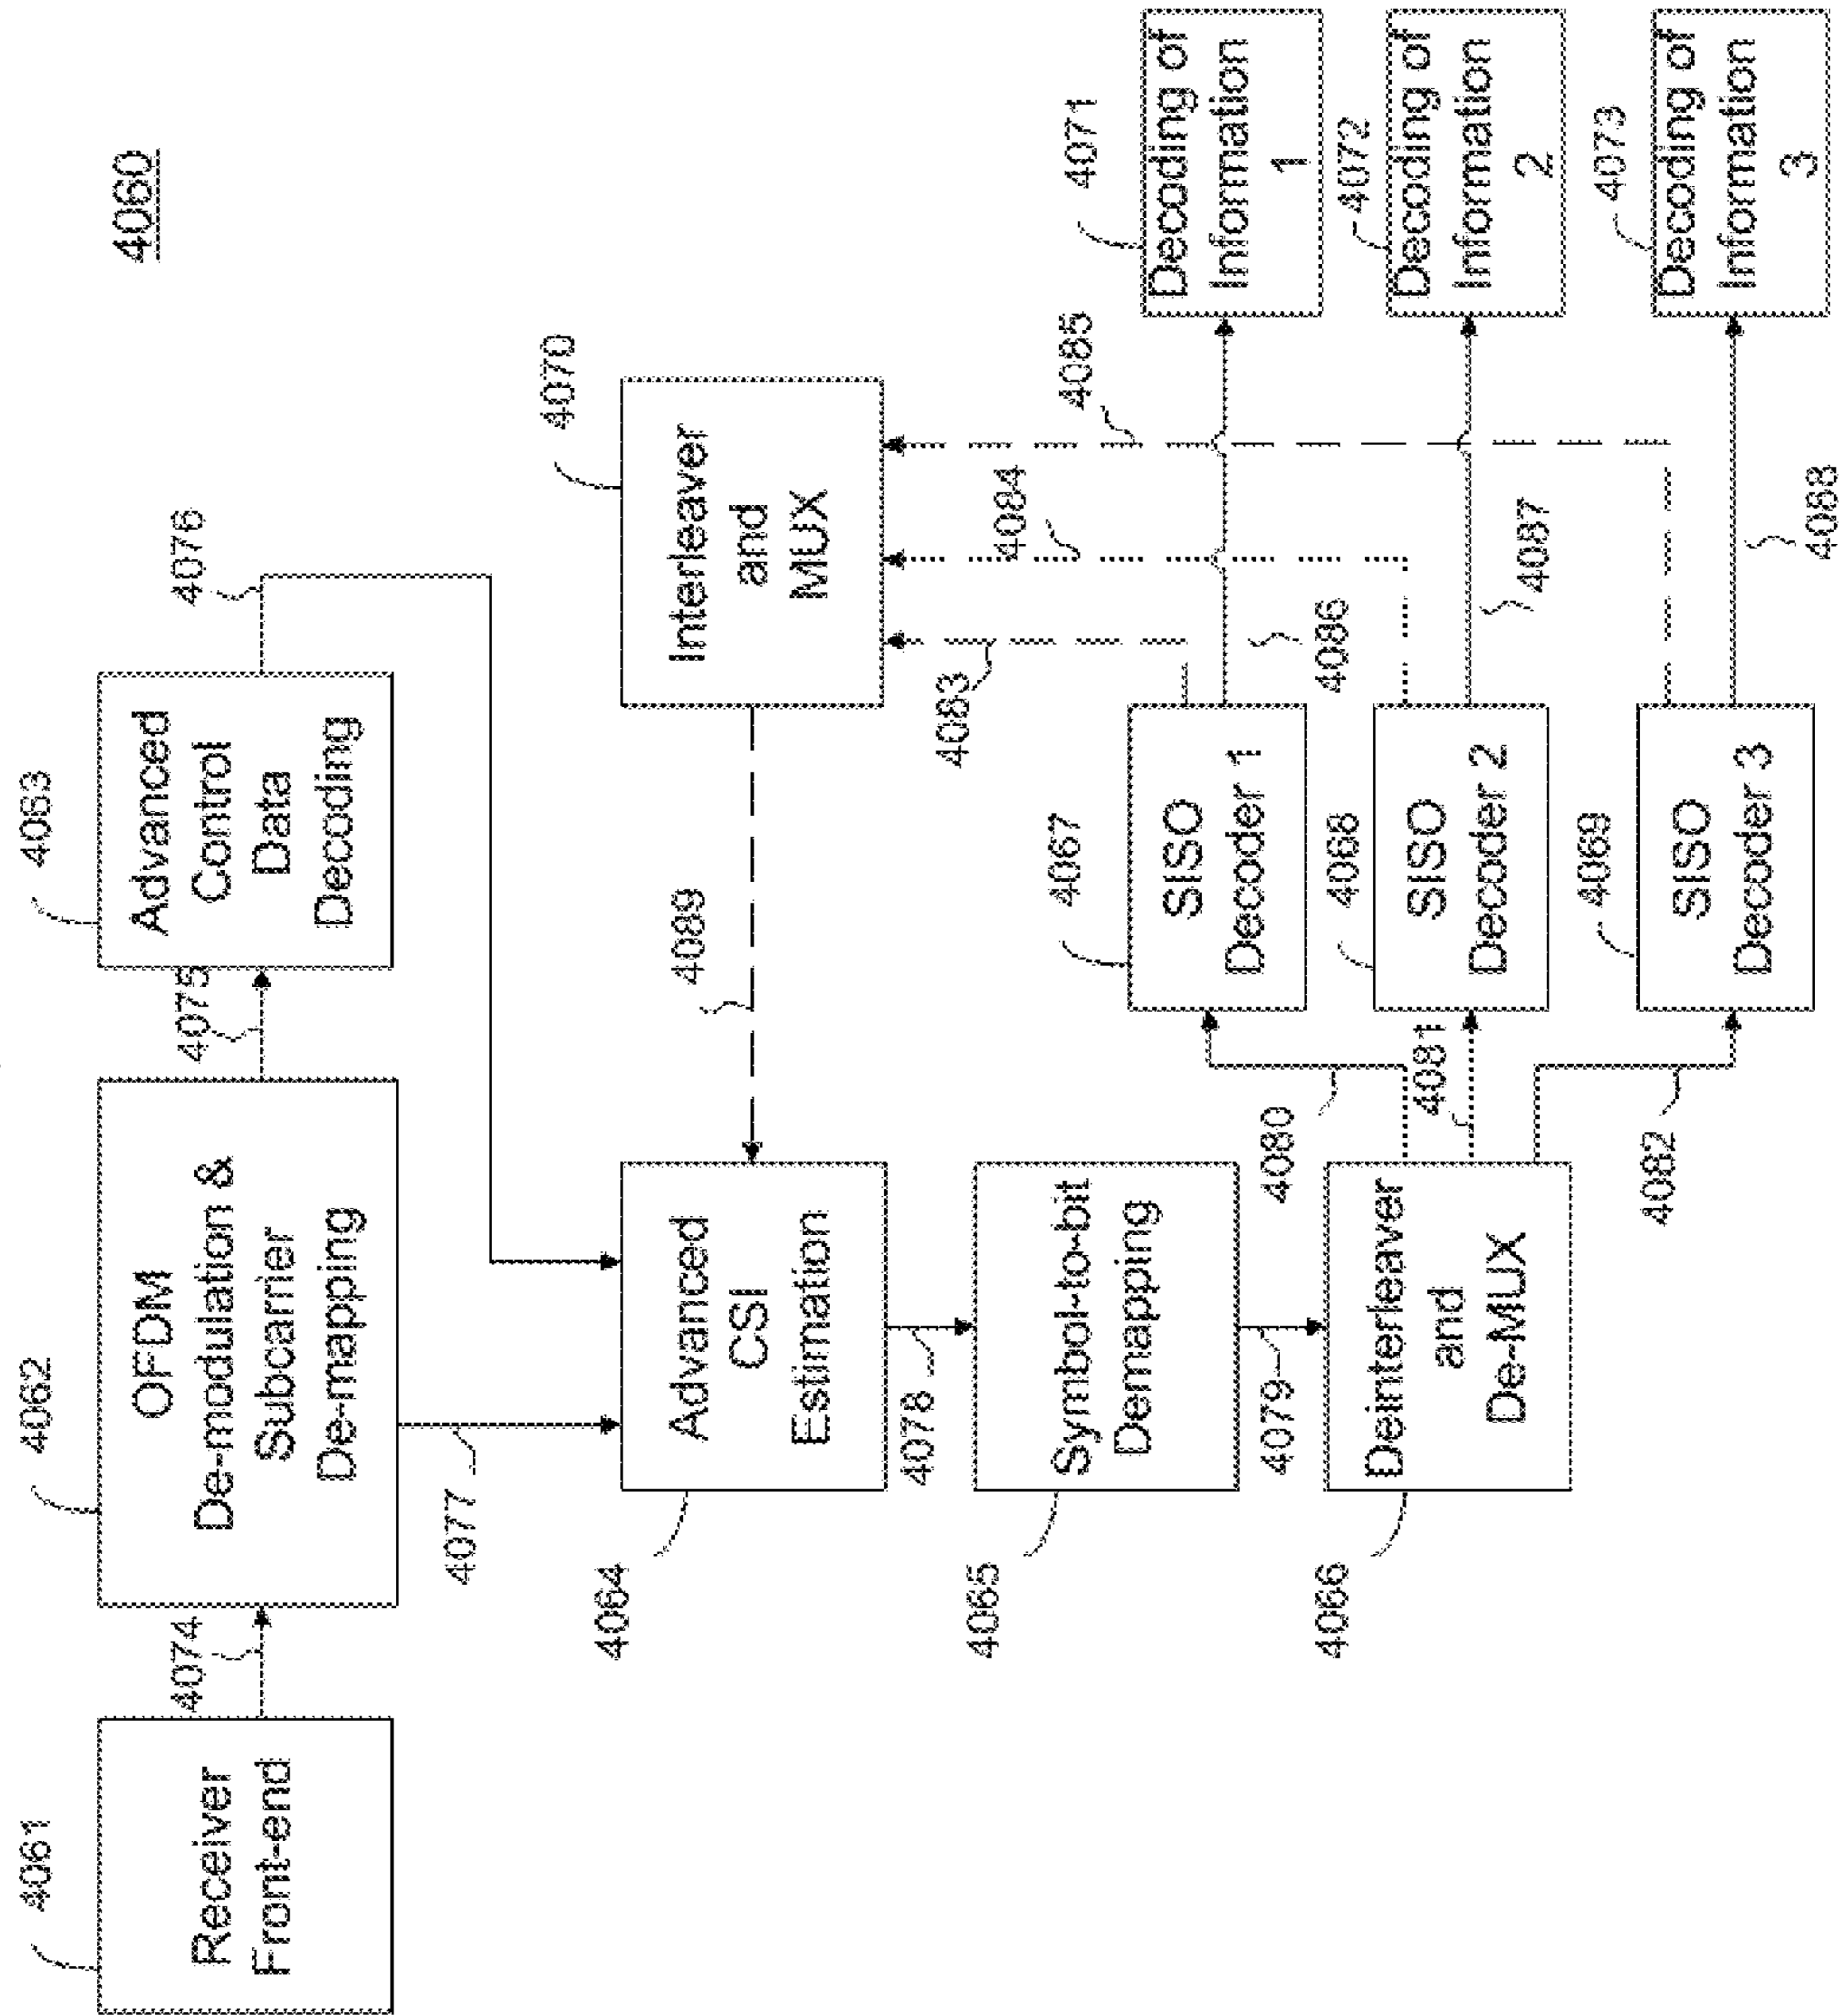 4060
4061
Receiver
Front-end
4074
4062
OFDM
De-modulation &
Subcarrier
De-mapping
4075
4063
Advanced
Control
Data
Decoding
4076
4077
4064
Advanced
CSI
Estimation
4089
4070
Interleaver
and
MUX
4078
4065
Symbol-to-bit
Demapping
4079
4066
Deinterleaver
and
De-MUX
4080
4081
4082
4067
SISO
Decoder 1
4068
SISO
Decoder 2
4069
SISO
Decoder 3
4083
4084
4085
4086
4087
4088
4071
Decoding of
Information
1
4072
Decoding of
Information
2
4073
Decoding of
Information
3